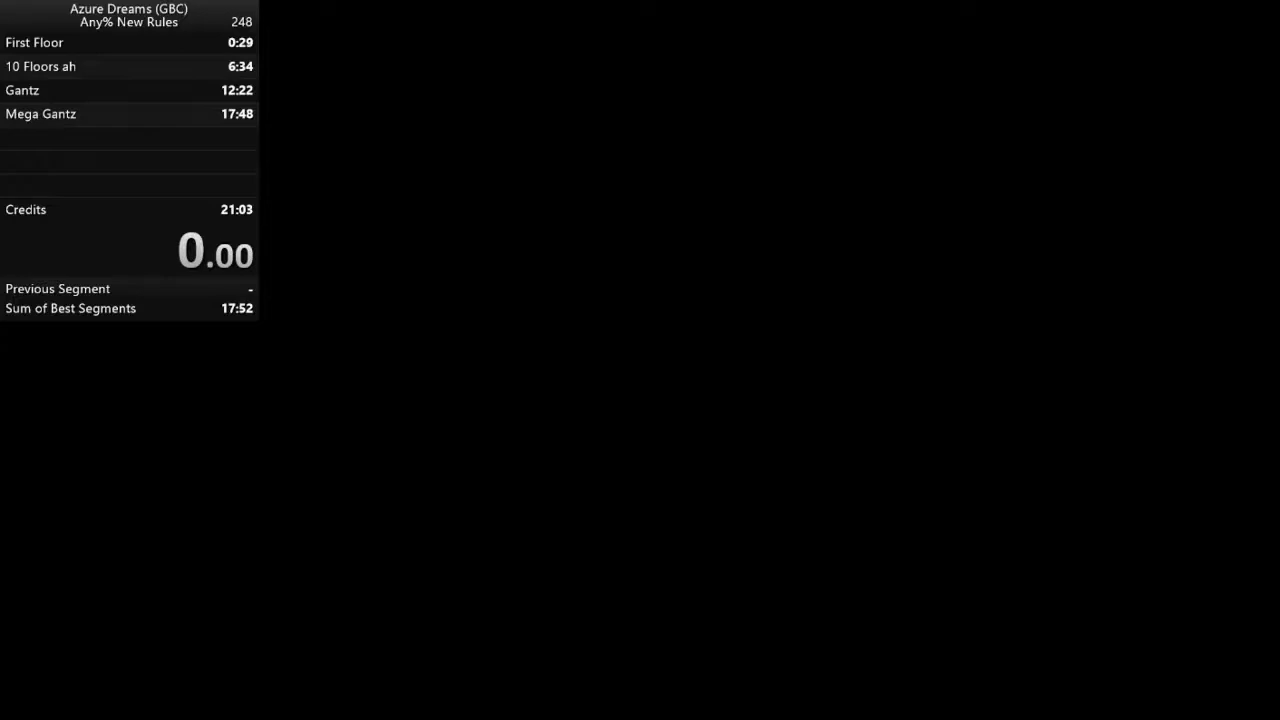 Azure Dreams (GBC)
Any% New Rules 248
First Floor 0:29
10 Floors ah 6:34
Gantz 12:22
Mega Gantz 17:48
Credits 21:03
0.00
Previous Segment -
Sum of Best Segments 17:52